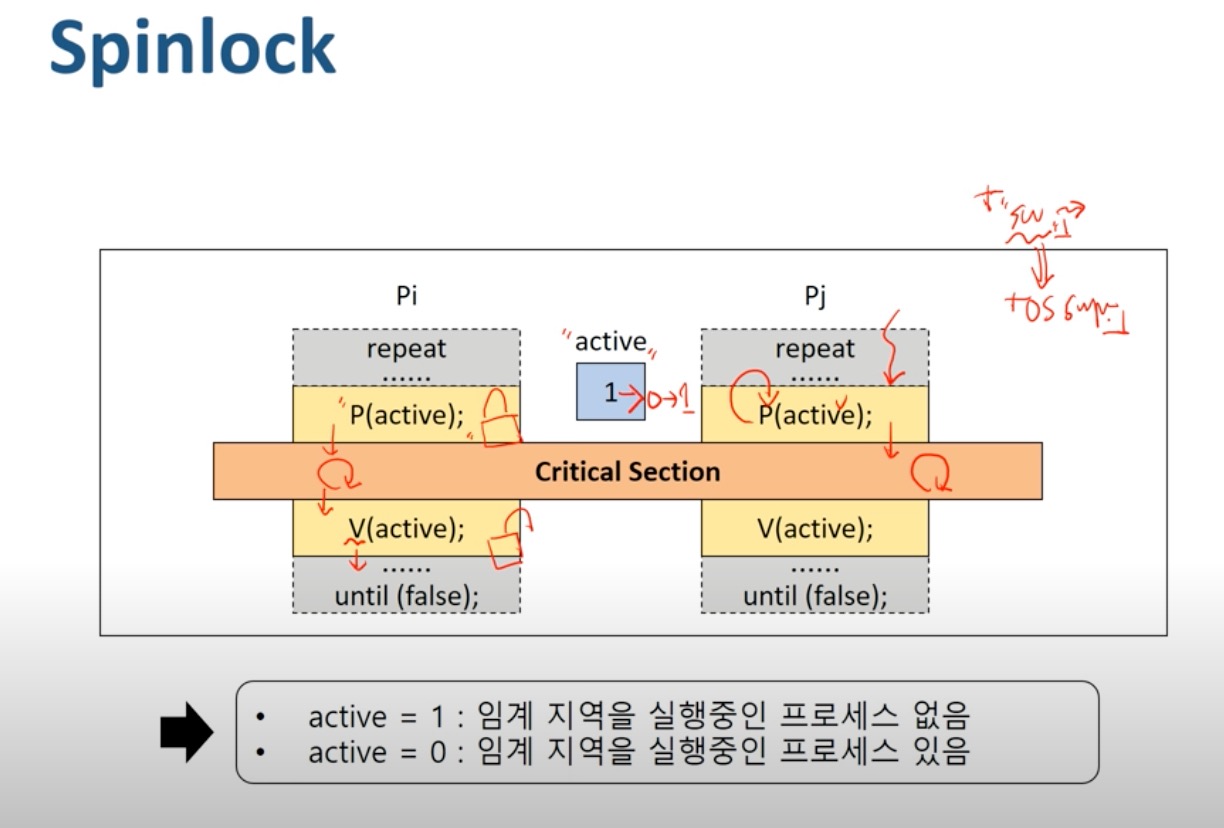 Spinlock
Pi
repeat
......
P(active);
V(active);
......
until (false);
"active"
1→0→1
Pj
repeat
......
P(active);
V(active);
......
until (false);
Critical Section
+ SW
+OS
• active = 1 : 임계 지역을 실행중인 프로세스 없음
• active = 0 : 임계 지역을 실행중인 프로세스 있음